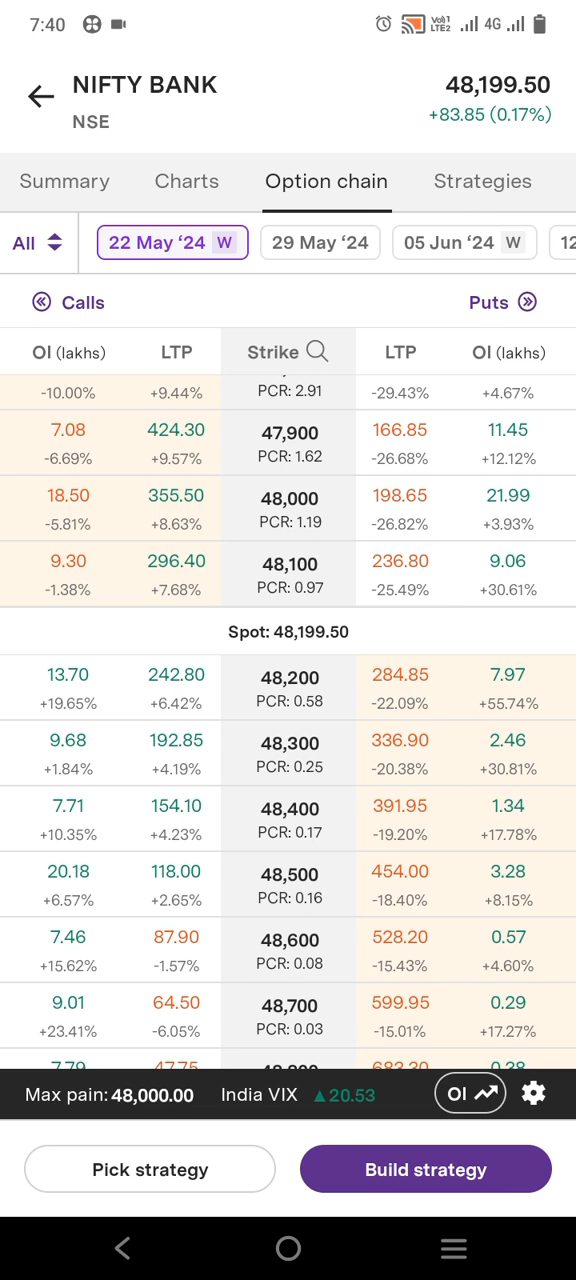 7:40 Vo1) LTE2 4G
NIFTY BANK 48,199.50
NSE +83.85 (0.17%)
Summary Charts Option chain Strategies
All 22 May ‘24 W 29 May ‘24 05 Jun ‘24 W 12
Calls Puts
OI (lakhs) LTP Strike LTP OI (lakhs)
-10.00% +9.44% PCR: 2.91 -29.43% +4.67%
7.08 424.30 47,900 166.85 11.45
-6.69% +9.57% PCR: 1.62 -26.68% +12.12%
18.50 355.50 48,000 198.65 21.99
-5.81% +8.63% PCR: 1.19 -26.82% +3.93%
9.30 296.40 48,100 236.80 9.06
-1.38% +7.68% PCR: 0.97 -25.49% +30.61%
Spot: 48,199.50
13.70 242.80 48,200 284.85 7.97
+19.65% +6.42% PCR: 0.58 -22.09% +55.74%
9.68 192.85 48,300 336.90 2.46
+1.84% +4.19% PCR: 0.25 -20.38% +30.81%
7.71 154.10 48,400 391.95 1.34
+10.35% +4.23% PCR: 0.17 -19.20% +17.78%
20.18 118.00 48,500 454.00 3.28
+6.57% +2.65% PCR: 0.16 -18.40% +8.15%
7.46 87.90 48,600 528.20 0.57
+15.62% -1.57% PCR: 0.08 -15.43% +4.60%
9.01 64.50 48,700 599.95 0.29
+23.41% -6.05% PCR: 0.03 -15.01% +17.27%
7.79 47.75 48,800 683.30 0.38
Max pain: 48,000.00 India VIX ▲20.53 OI
Pick strategy Build strategy